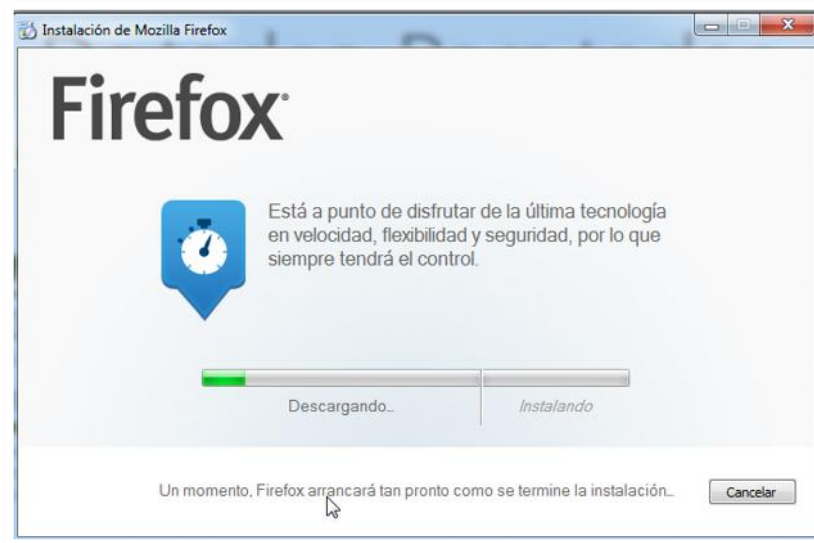 Instalación de Mozilla Firefox
Firefox
Está a punto de disfrutar de la última tecnología
en velocidad, flexibilidad y seguridad, por lo que
siempre tendrá el control.
Descargando...
Instalando
Un momento, Firefox arrancará tan pronto como se termine la instalación...
Cancelar